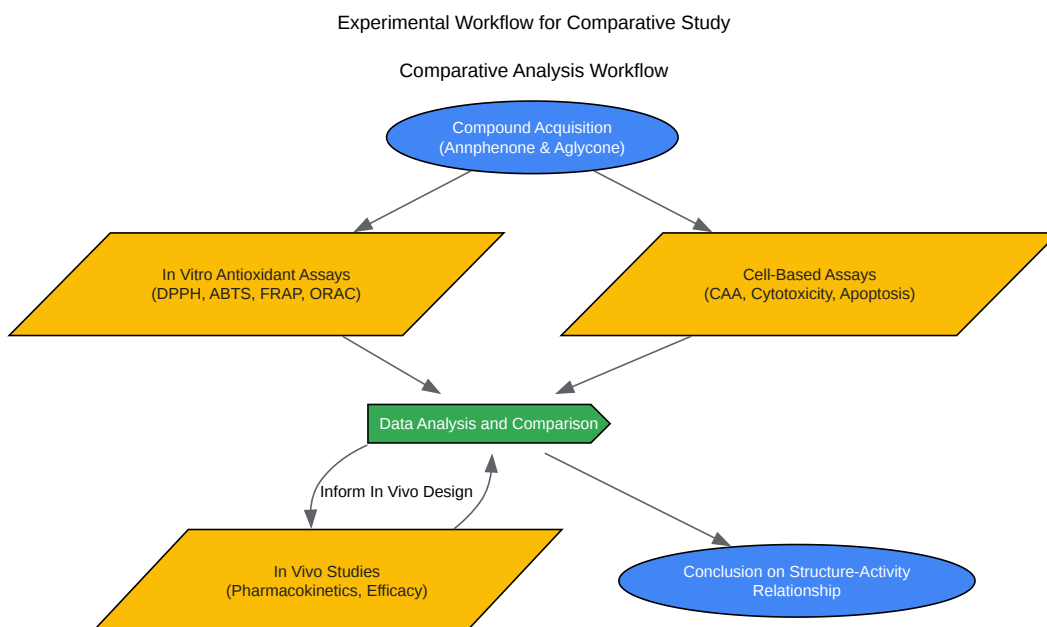 Experimental Workflow for Comparative Study
Comparative Analysis Workflow
Compound Acquisition
(Annphenone & Aglycone)
In Vitro Antioxidant Assays
(DPPH, ABTS, FRAP, ORAC)
Cell-Based Assays
(CAA, Cytotoxicity, Apoptosis)
Data Analysis and Comparison
Inform In Vivo Design
In Vivo Studies
(Pharmacokinetics, Efficacy)
Conclusion on Structure-Activity
Relationship